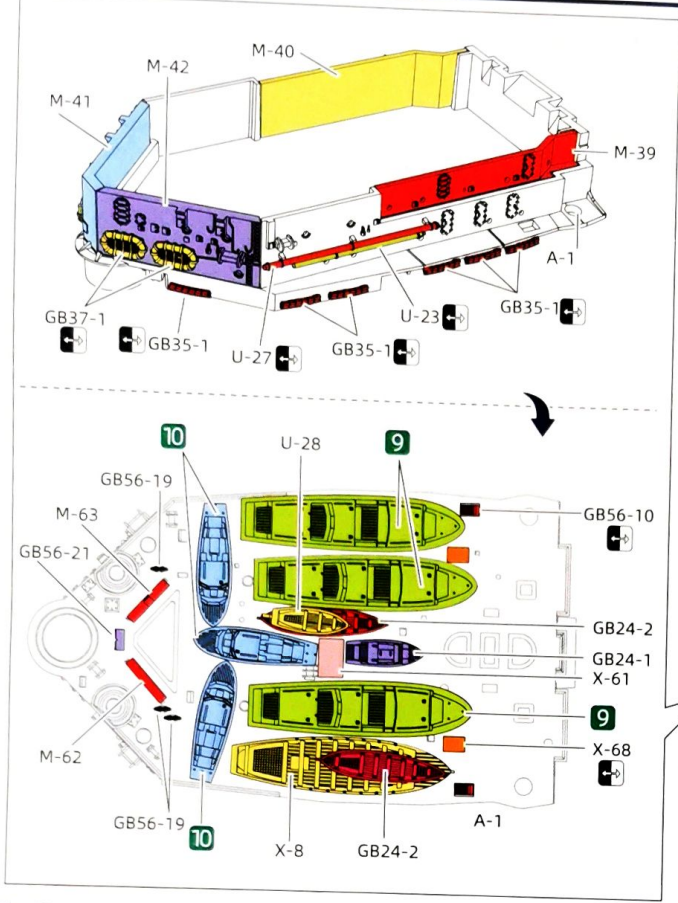 M-40
M-42
M-41
M-39
A-1
GB37-1
GB35-1
U-27
GB35-1
U-23
GB35-1
10
U-28
9
GB56-19
M-63
GB56-21
GB56-10
GB24-2
GB24-1
X-61
9
X-68
M-62
GB56-19
10
X-8
GB24-2
A-1